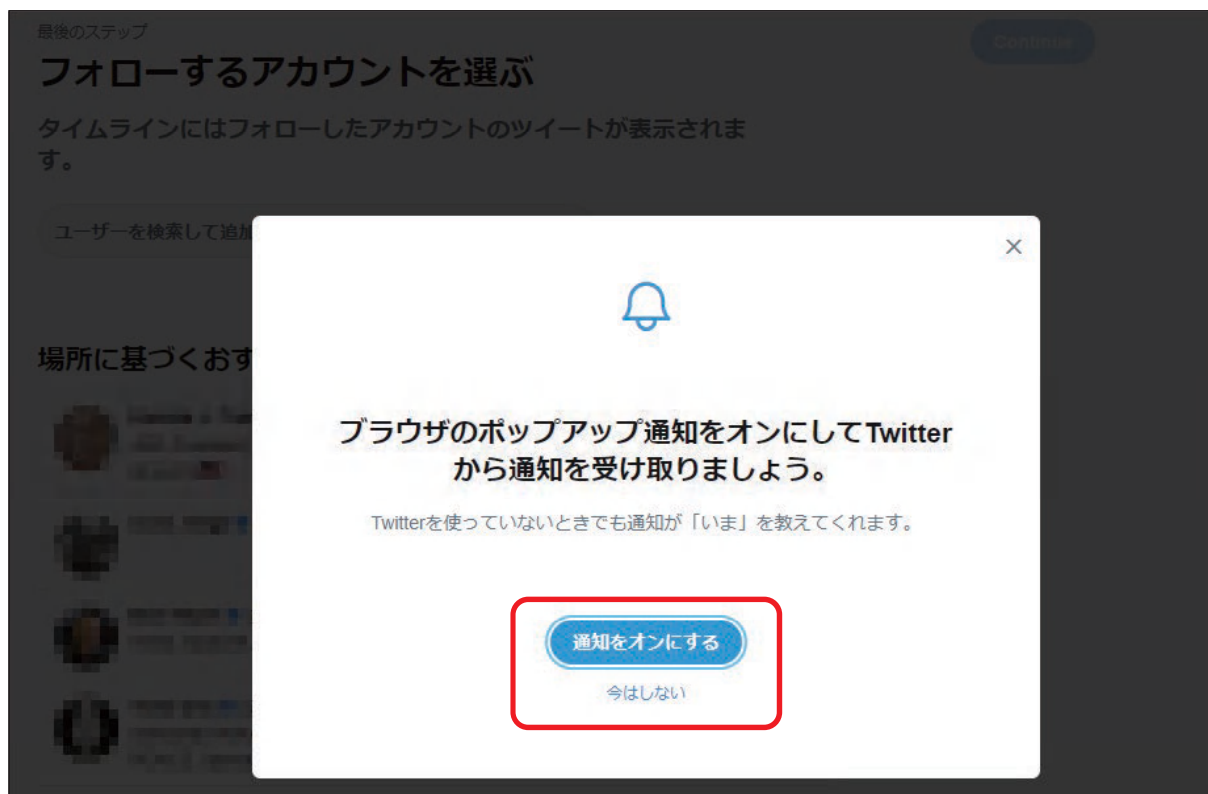 最後のステップ
Continue
フォローするアカウントを選ぶ
タイムラインにはフォローしたアカウントのツイートが表示されま
す。
ユーザーを検索して追加
場所に基づくおす
ブラウザのポップアップ通知をオンにしてTwitter
から通知を受け取りましょう。
Twitterを使っていないときでも通知が「いま」を教えてくれます。
通知をオンにする
今はしない